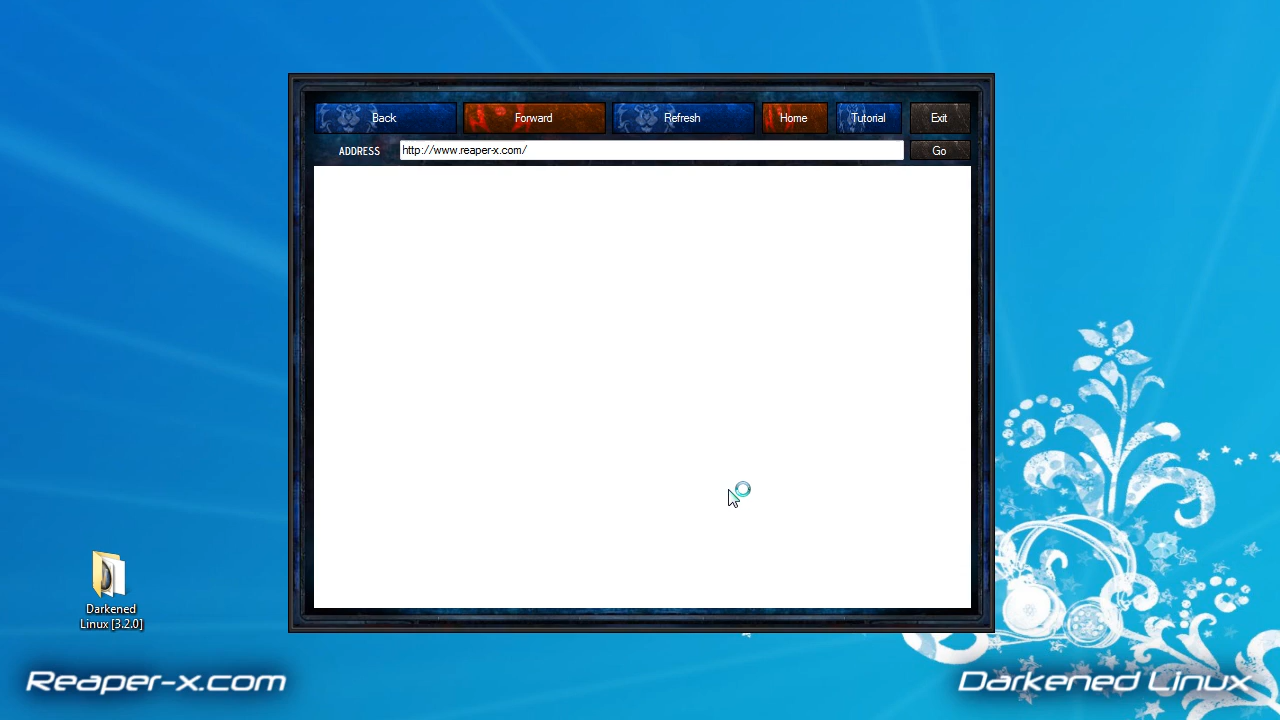 Back Forward Refresh Home Tutorial Exit
ADDRESS http://www.reaper-x.com/ Go
Darkened
Linux [3.2.0]
Reaper-x.com Darkened Linux